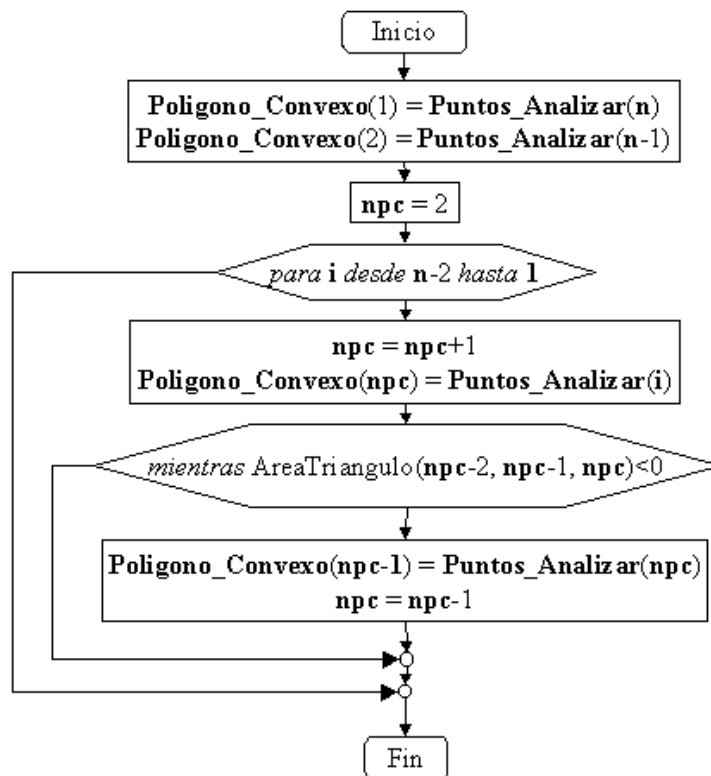 Inicio
Poligono_Convexo(1) = Puntos_Analizar(n)
Poligono_Convexo(2) = Puntos_Analizar(n-1)
npc = 2
para i desde n-2 hasta 1
npc = npc+1
Poligono_Convexo(npc) = Puntos_Analizar(i)
mientras AreaTriangulo(npc-2, npc-1, npc)<0
Poligono_Convexo(npc-1) = Puntos_Analizar(npc)
npc = npc-1
Fin